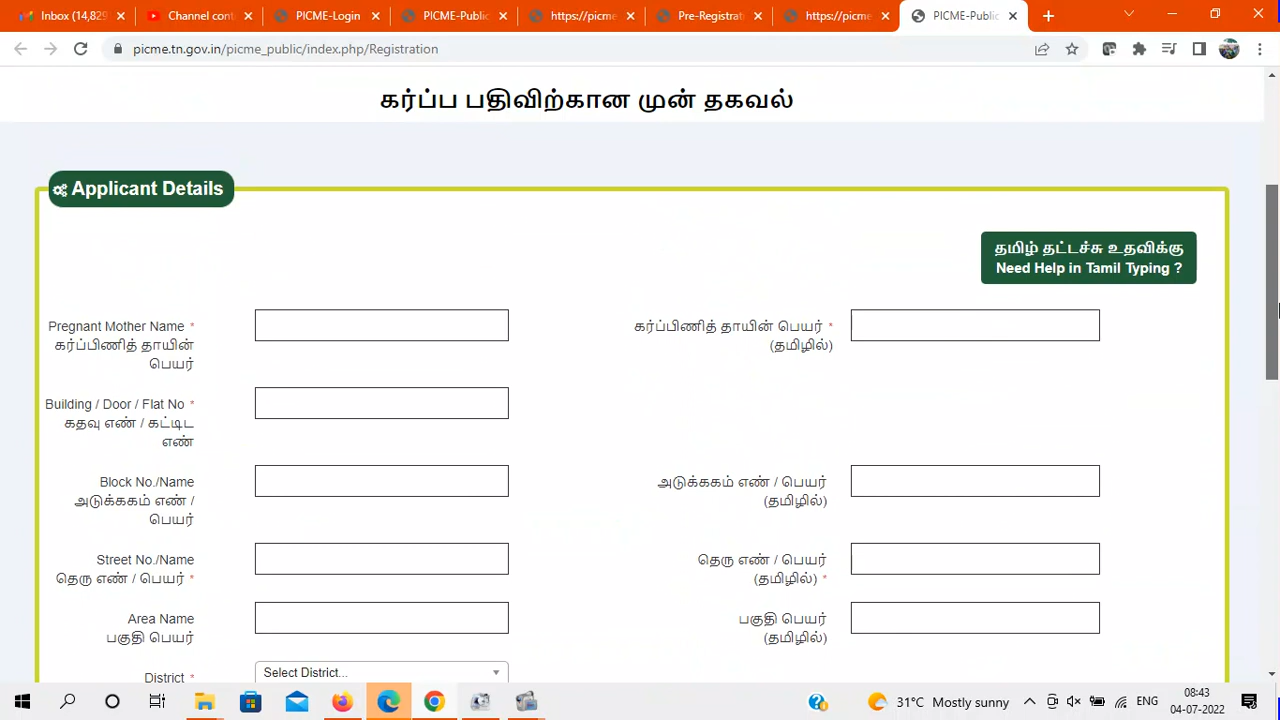 Inbox (14,829
Channel cont
PICME-Login
PICME-Public
https://picme
Pre-Registrat
https://picme
PICME-Public
picme.tn.gov.in/picme_public/index.php/Registration
கர்ப்ப பதிவிற்கான முன் தகவல்
Applicant Details
தமிழ் தட்டச்சு உதவிக்கு
Need Help in Tamil Typing ?
Pregnant Mother Name *
கர்ப்பிணித் தாயின்
பெயர்
கர்ப்பிணித் தாயின் பெயர் *
(தமிழில்)
Building / Door / Flat No *
கதவு எண் / கட்டிட
எண்
Block No./Name
அடுக்ககம் எண் /
பெயர்
அடுக்ககம் எண் / பெயர்
(தமிழில்)
Street No./Name
தெரு எண் / பெயர் *
தெரு எண் / பெயர்
(தமிழில்) *
Area Name
பகுதி பெயர்
பகுதி பெயர்
(தமிழில்)
District *
Select District...
31°C Mostly sunny
ENG
08:43
04-07-2022